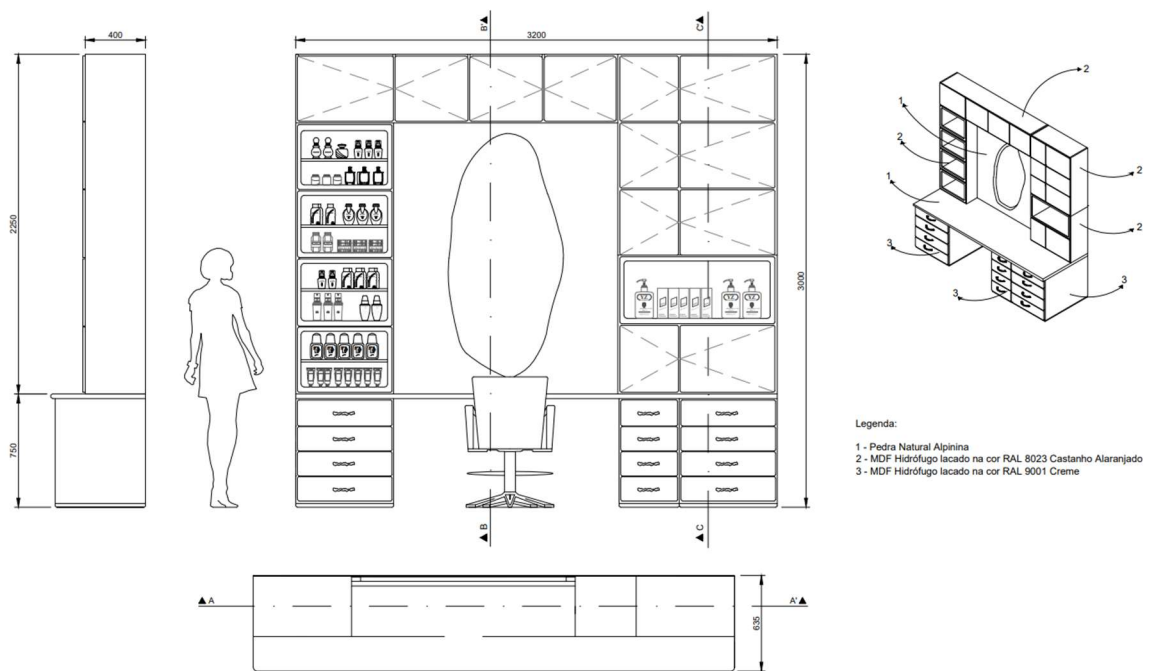 400
B'
3200
C'
2250
3000
750
B
C
A
A'
635
1
2
2
2
1
2
3
3
3
Legenda:
1 - Pedra Natural Alpinina
2 - MDF Hidrófugo lacado na cor RAL 8023 Castanho Alaranjado
3 - MDF Hidrófugo lacado na cor RAL 9001 Creme